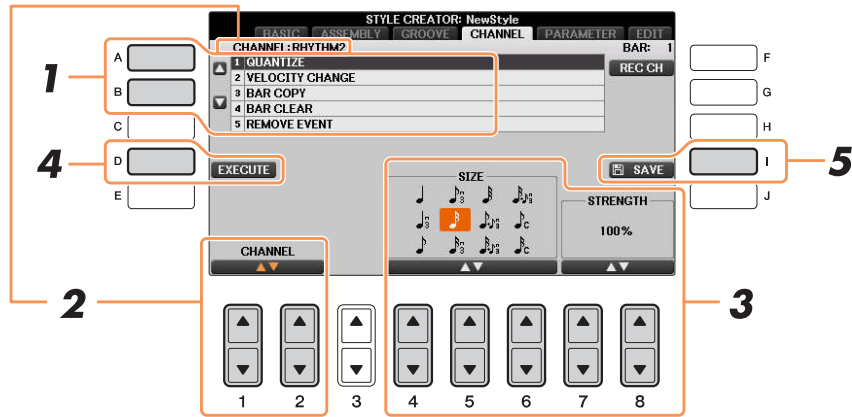 STYLE CREATOR: NewStyle
BASIC ASSEMBLY GROOVE CHANNEL PARAMETER EDIT
CHANNEL: RHYTHM2 BAR: 1
1 QUANTIZE
2 VELOCITY CHANGE
3 BAR COPY
4 BAR CLEAR
5 REMOVE EVENT
REC CH
A
B
C
D
E
F
G
H
I
J
1
4
5
EXECUTE
SAVE
SIZE
STRENGTH
100%
CHANNEL
2
3
1 2 3 4 5 6 7 8